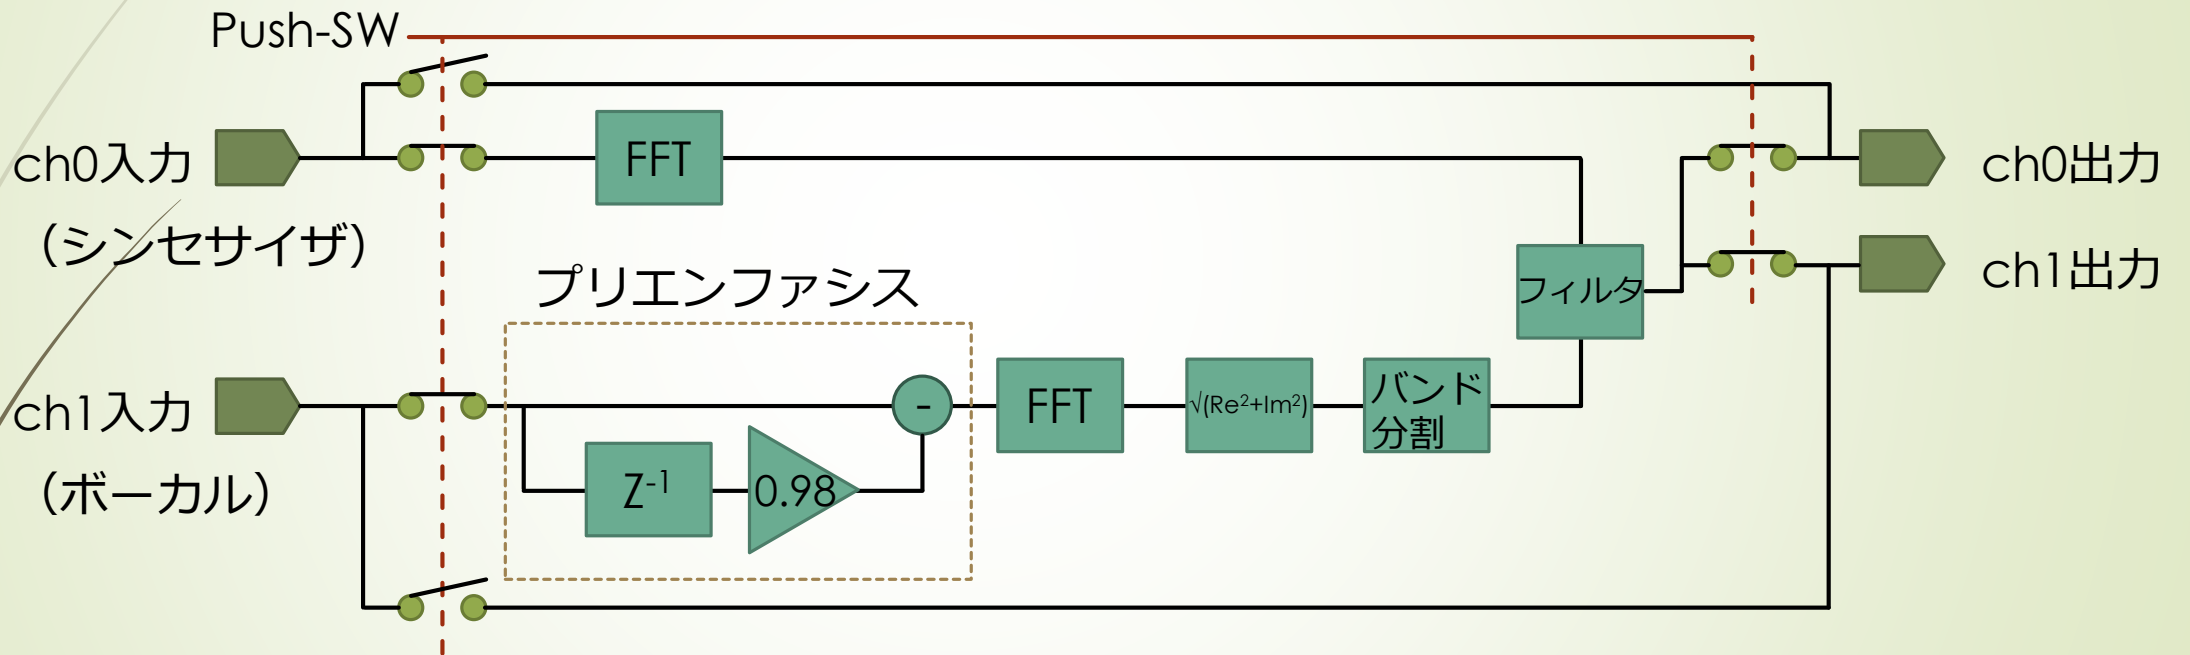 Push-SW
ch0入力
(シンセサイザ)
FFT
ch0出力
ch1出力
フィルタ
プリエンファシス
ch1入力
(ボーカル)
-
FFT
√(Re²+Im²)
バンド
分割
Z⁻¹
0.98